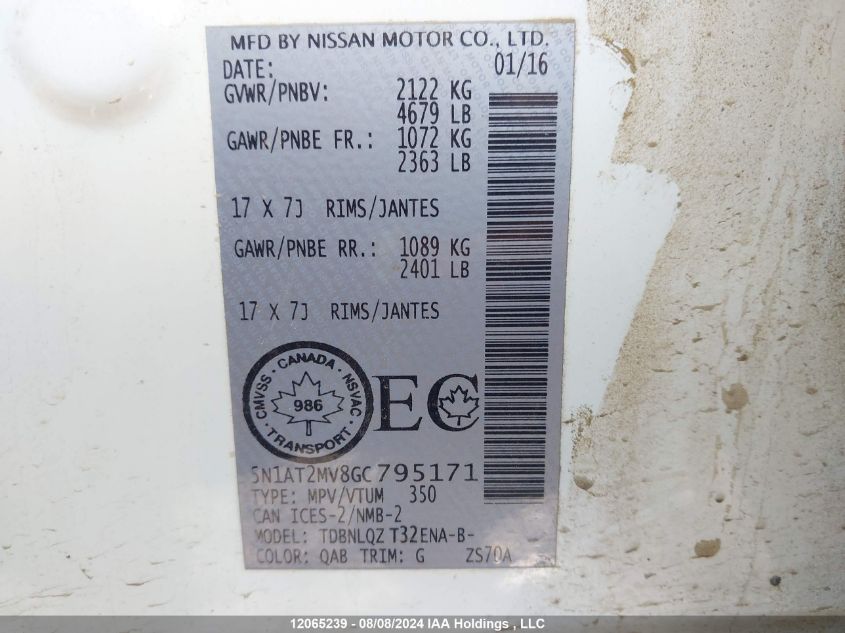 MFD BY NISSAN MOTOR CO., LTD.
DATE: 01/16
GVWR/PNBV: 2122 KG
4679 LB
GAWR/PNBE FR.: 1072 KG
2363 LB
17 X 7J RIMS/JANTES
GAWR/PNBE RR.: 1089 KG
2401 LB
17 X 7J RIMS/JANTES
CMVSS · CANADA · NSVAC · TRANSPORT ·
986
EC
5N1AT2MV8GC795171
TYPE: MPV/VTUM 350
CAN ICES-2/NMB-2
MODEL: TDBNLQZ T32ENA-B-
COLOR: QAB TRIM: G ZS70A
12065239 - 08/08/2024 IAA Holdings , LLC